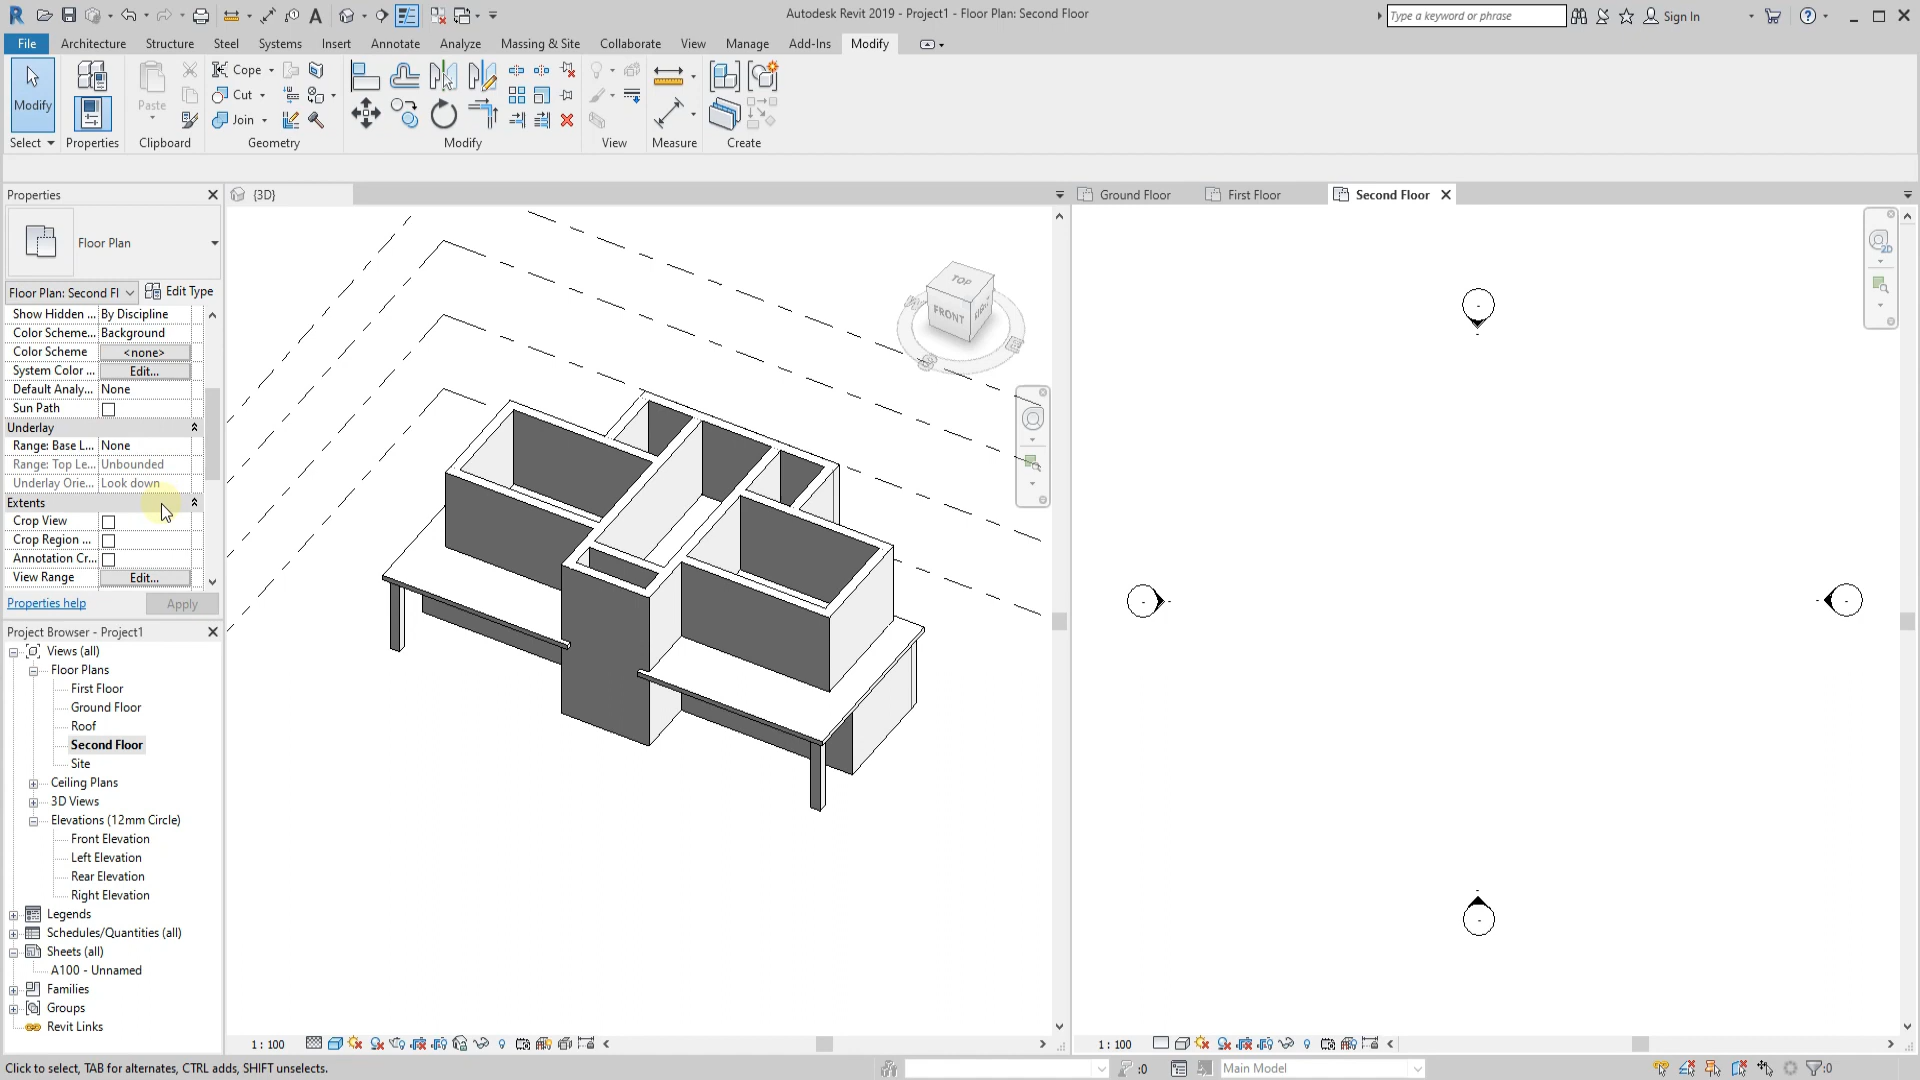 Autodesk Revit 2019 - Project1 - Floor Plan: Second Floor
Type a keyword or phrase
Sign In
File Architecture Structure Steel Systems Insert Annotate Analyze Massing & Site Collaborate View Manage Add-Ins Modify
Modify
Paste
Cope
Cut
Join
Select Properties Clipboard Geometry Modify View Measure Create
Properties
Floor Plan
Floor Plan: Second Fl
Edit Type
Show Hidden ... By Discipline
Color Scheme... Background
Color Scheme <none>
System Color ... Edit...
Default Analy... None
Sun Path
Underlay
Range: Base L... None
Range: Top Le... Unbounded
Underlay Orie... Look down
Extents
Crop View
Crop Region ...
Annotation Cr...
View Range Edit...
Properties help
Apply
Project Browser - Project1
Views (all)
Floor Plans
First Floor
Ground Floor
Roof
Second Floor
Site
Ceiling Plans
3D Views
Elevations (12mm Circle)
Front Elevation
Left Elevation
Rear Elevation
Right Elevation
Legends
Schedules/Quantities (all)
Sheets (all)
A100 - Unnamed
Families
Groups
Revit Links
{3D}
TOP
FRONT
Ground Floor
First Floor
Second Floor
2D
1 : 100
1 : 100
Click to select, TAB for alternates, CTRL adds, SHIFT unselects.
:0
Main Model
:0